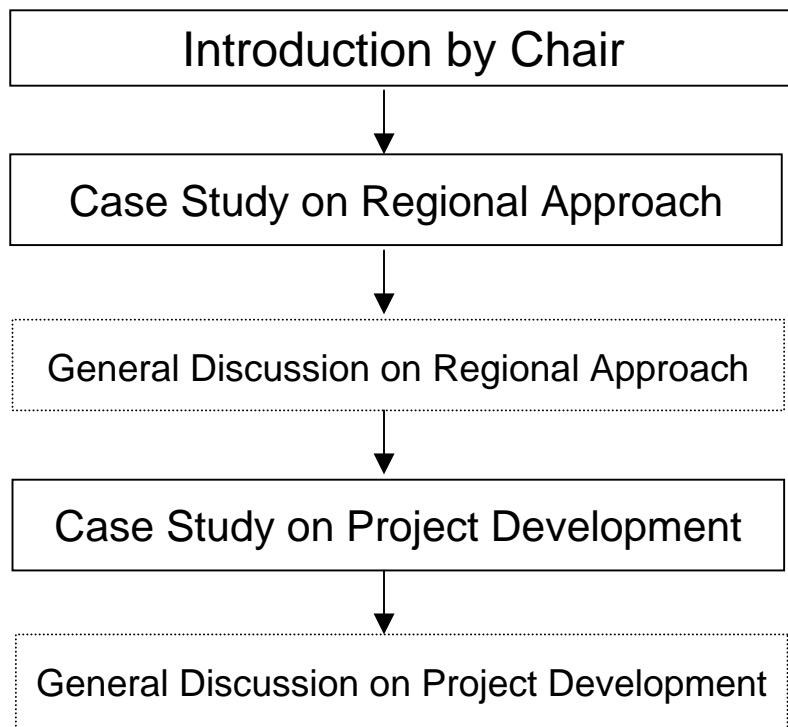 Introduction by Chair
Case Study on Regional Approach
General Discussion on Regional Approach
Case Study on Project Development
General Discussion on Project Development